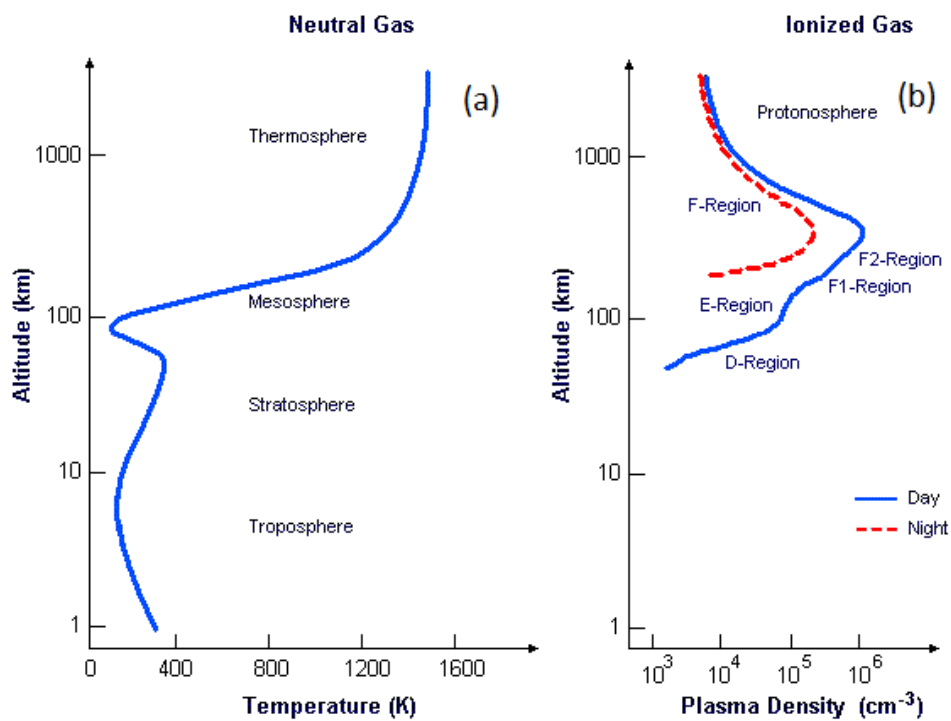 Neutral Gas
(a)
Thermosphere
1000
Mesosphere
100
Stratosphere
10
Troposphere
1
Altitude (km)
0 400 800 1200 1600
Temperature (K)
Ionized Gas
(b)
Protonosphere
1000
F-Region
F2-Region
F1-Region
E-Region
100
D-Region
10
Day
Night
1
Altitude (km)
10³ 10⁴ 10⁵ 10⁶
Plasma Density (cm⁻³)